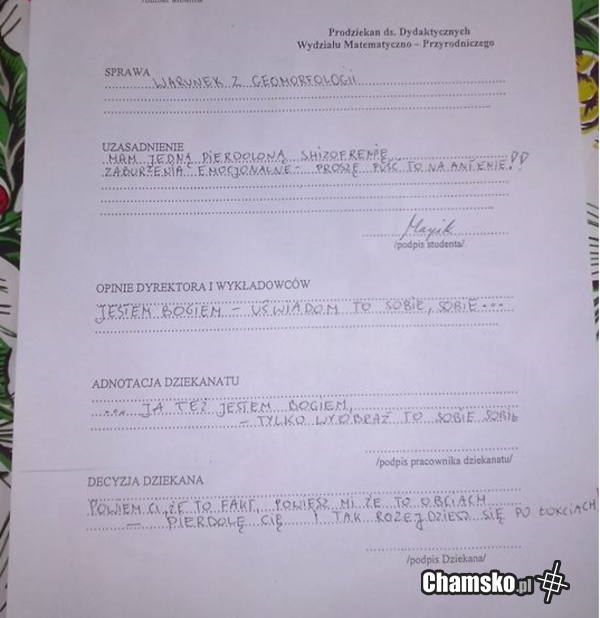 Prodziekan ds. Dydaktycznych
Wydziału Matematyczno – Przyrodniczego
SPRAWA WARUNEK Z GEOMORFOLOGII
UZASADNIENIE
MAM JEDNĄ PIERDOLONĄ SHIZOFRENIĘ
ZABURZENIA EMOCJONALNE – PROSZĘ PUŚĆ TO NA ANTENIE!!
Magik
/podpis studenta/
OPINIE DYREKTORA I WYKŁADOWCÓW
JESTEM BOGIEM – UŚWIADOM TO SOBIE, SOBIE...
ADNOTACJA DZIEKANATU
.... JA TEŻ JESTEM BOGIEM,
– TYLKO WYOBRAŹ TO SOBIE SOBIE
/podpis pracownika dziekanatu/
DECYZJA DZIEKANA
POWIEM CI, ŻE TO FAKT, POWIESZ MI ŻE TO OBCIACH
– PIERDOLĘ CIĘ I TAK ROZEJDZIESZ SIĘ PO ŁOKCIACH!
/podpis Dziekana/
Chamsko.pl